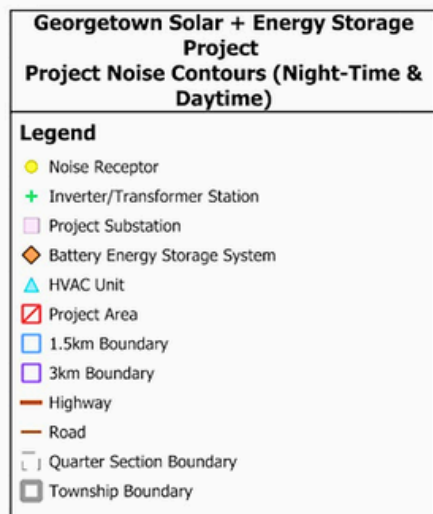 Georgetown Solar + Energy Storage
Project
Project Noise Contours (Night-Time &
Daytime)
Legend
Noise Receptor
Inverter/Transformer Station
Project Substation
Battery Energy Storage System
HVAC Unit
Project Area
1.5km Boundary
3km Boundary
Highway
Road
Quarter Section Boundary
Township Boundary